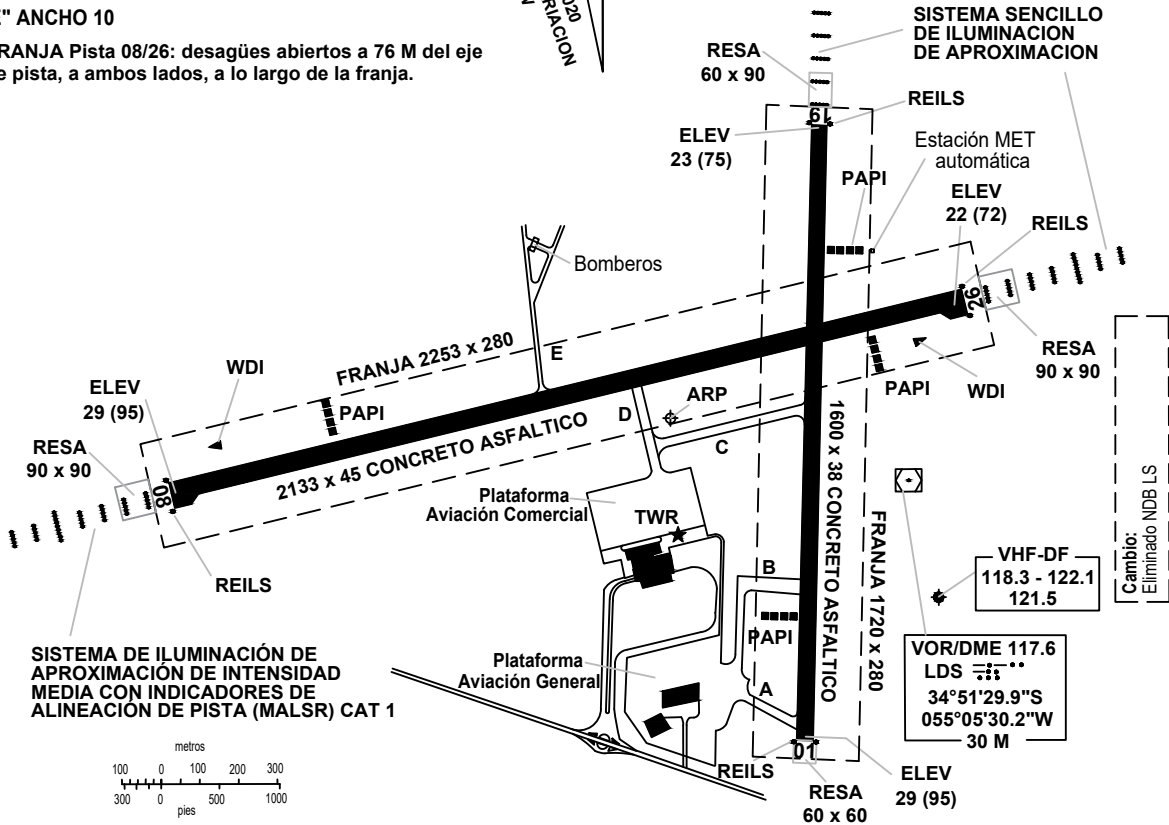 " ANCHO 10
RANJA Pista 08/26: desagües abiertos a 76 M del eje
e pista, a ambos lados, a lo largo de la franja.
020
RIACION
SISTEMA SENCILLO
DE ILUMINACION
DE APROXIMACION
RESA
60 x 90
REILS
19
ELEV
23 (75)
Estación MET
automática
PAPI
ELEV
22 (72)
REILS
Bomberos
26
RESA
90 x 90
WDI
FRANJA 2253 x 280
E
PAPI
WDI
ELEV
29 (95)
PAPI
ARP
D
C
RESA
90 x 90
08
2133 x 45 CONCRETO ASFALTICO
1600 x 38 CONCRETO ASFALTICO
FRANJA 1720 x 280
Plataforma
Aviación Comercial
TWR
REILS
B
PAPI
VHF-DF
118.3 - 122.1
121.5
Cambio:
Eliminado NDB LS
SISTEMA DE ILUMINACIÓN DE
APROXIMACIÓN DE INTENSIDAD
MEDIA CON INDICADORES DE
ALINEACIÓN DE PISTA (MALSR) CAT 1
Plataforma
Aviación General
A
VOR/DME 117.6
LDS
34°51'29.9"S
055°05'30.2"W
30 M
01
REILS
RESA
60 x 60
ELEV
29 (95)
metros
100 0 100 200 300
300 0 500 1000
pies